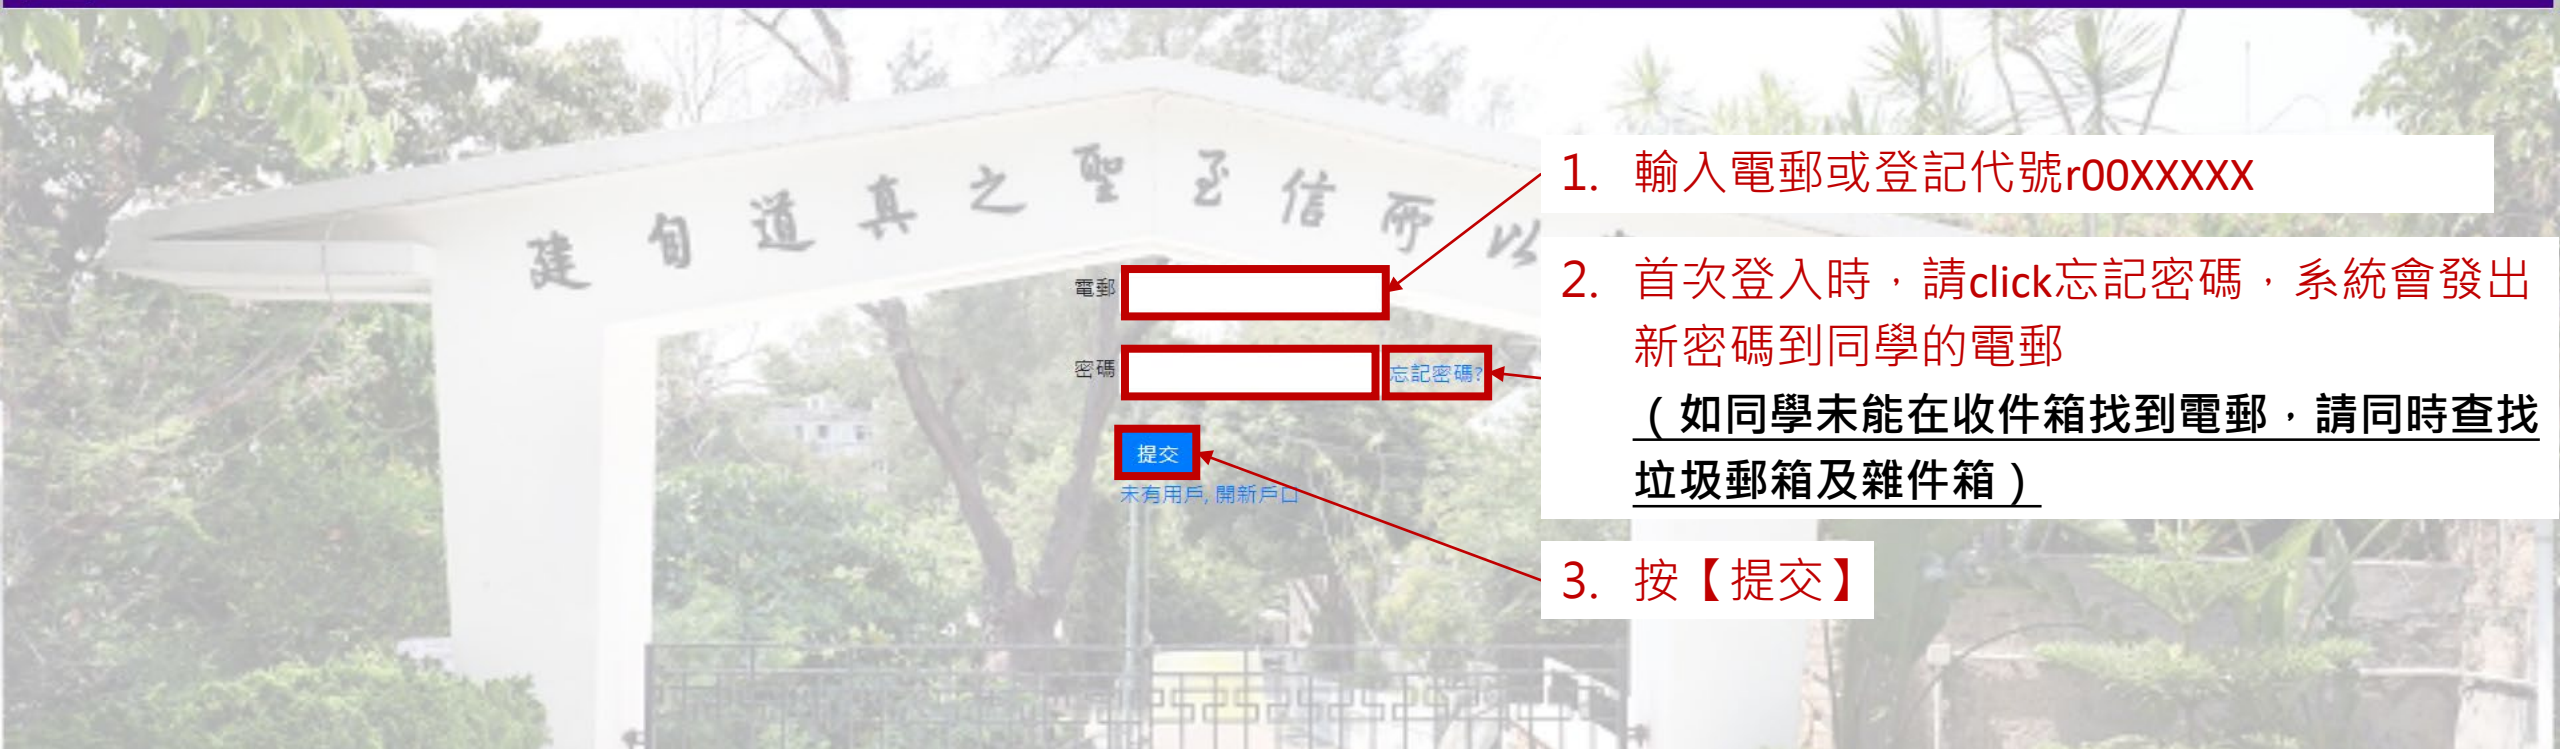 建自道真之聖至信所以
電郵
密碼
忘記密碼?
提交
未有用戶, 開新戶口
1. 輸入電郵或登記代號r00XXXXX
2. 首次登入時，請click忘記密碼，系統會發出
新密碼到同學的電郵
（如同學未能在收件箱找到電郵，請同時查找
垃圾郵箱及雜件箱）
3. 按【提交】